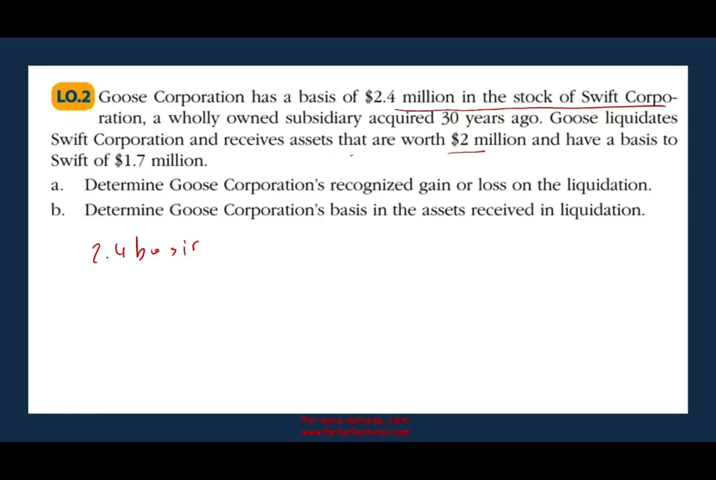 LO.2 Goose Corporation has a basis of $2.4 million in the stock of Swift Corpo-
ration, a wholly owned subsidiary acquired 30 years ago. Goose liquidates
Swift Corporation and receives assets that are worth $2 million and have a basis to
Swift of $1.7 million.
a. Determine Goose Corporation's recognized gain or loss on the liquidation.
b. Determine Goose Corporation's basis in the assets received in liquidation.
2.4 basis